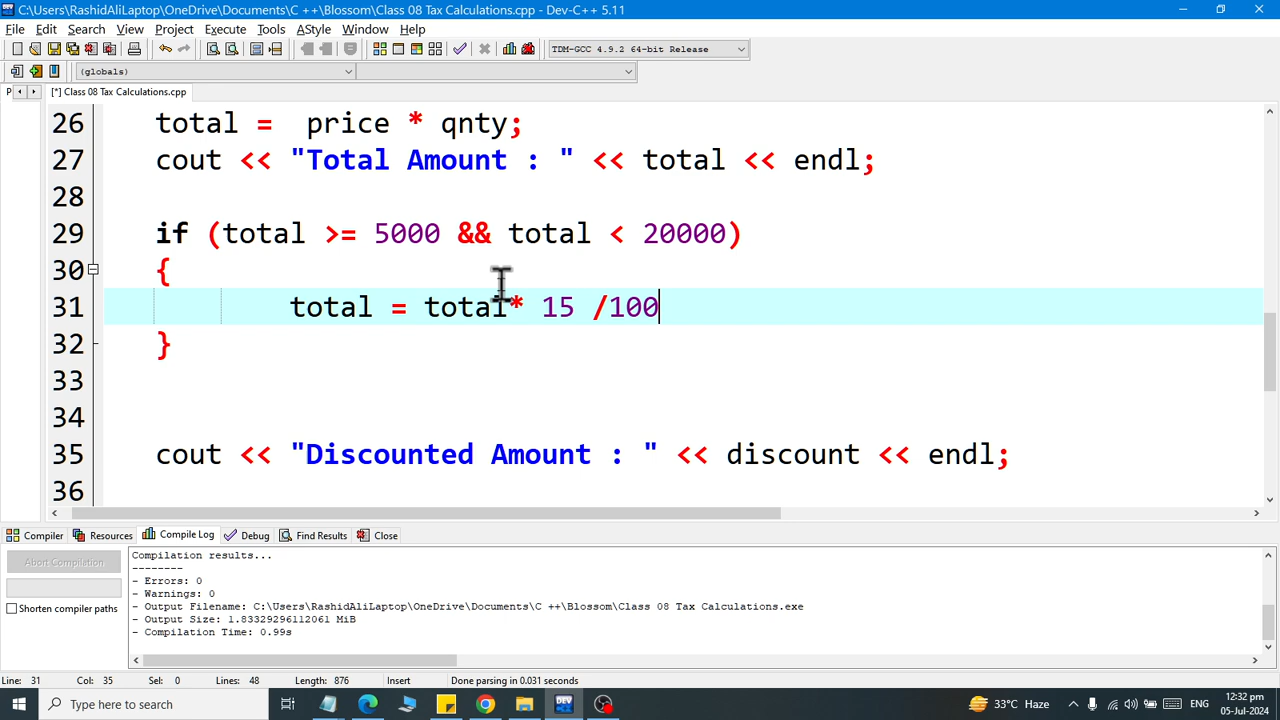 C:\Users\RashidAliLaptop\OneDrive\Documents\C ++\Blossom\Class 08 Tax Calculations.cpp - Dev-C++ 5.11
File Edit Search View Project Execute Tools AStyle Window Help
TDM-GCC 4.9.2 64-bit Release
(globals)
P [*] Class 08 Tax Calculations.cpp
26 total =  price * qnty;
27 cout << "Total Amount : " << total << endl;
28
29 if (total >= 5000 && total < 20000)
30 {
31 total = total* 15 /100
32 }
33
34
35 cout << "Discounted Amount : " << discount << endl;
36
Compiler Resources Compile Log Debug Find Results Close
Abort Compilation
Shorten compiler paths
Compilation results...
--------
- Errors: 0
- Warnings: 0
- Output Filename: C:\Users\RashidAliLaptop\OneDrive\Documents\C ++\Blossom\Class 08 Tax Calculations.exe
- Output Size: 1.83329296112061 MiB
- Compilation Time: 0.99s
Line: 31 Col: 35 Sel: 0 Lines: 48 Length: 876 Insert Done parsing in 0.031 seconds
Type here to search
DEV
33°C Haze
ENG
12:32 pm
05-Jul-2024